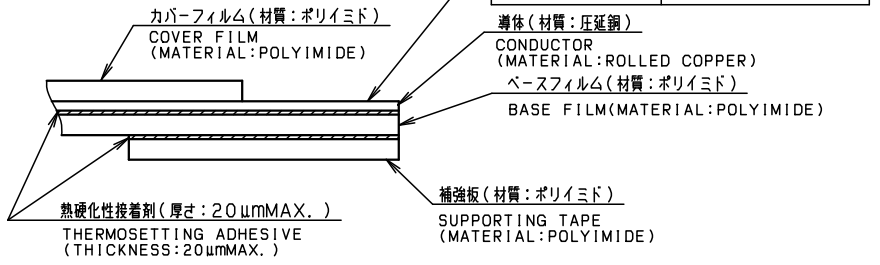 カバーフィルム(材質:ポリイミド)
COVER FILM
(MATERIAL:POLYIMIDE)
導体(材質:圧延銅)
CONDUCTOR
(MATERIAL:ROLLED COPPER)
ベースフィルム(材質:ポリイミド)
BASE FILM(MATERIAL:POLYIMIDE)
補強板(材質:ポリイミド)
SUPPORTING TAPE
(MATERIAL:POLYIMIDE)
熱硬化性接着剤(厚さ:20μmMAX.)
THERMOSETTING ADHESIVE
(THICKNESS:20μmMAX.)